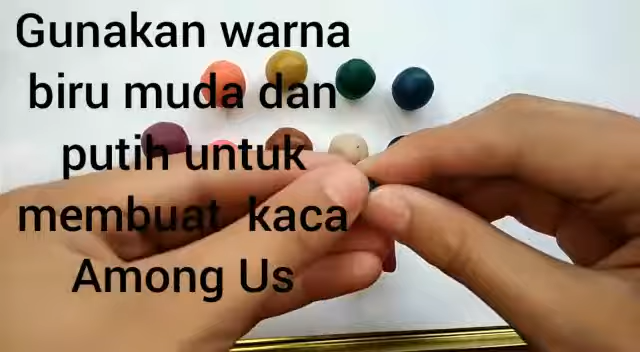 Gunakan warna
biru muda dan
putih untuk
membuat kaca
Among Us